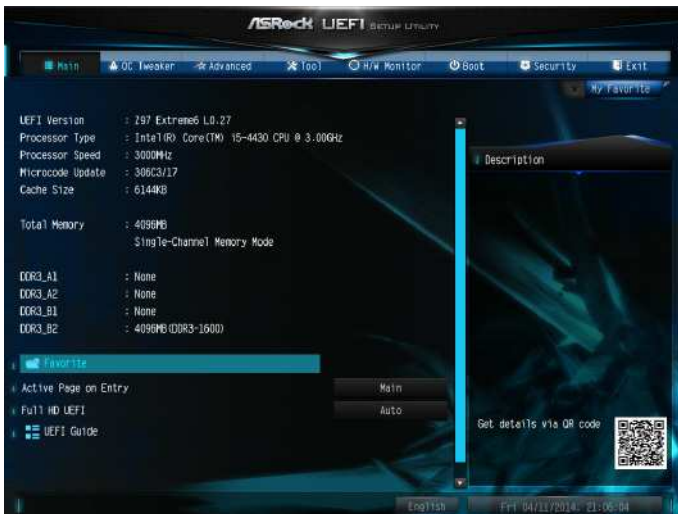 ASRock UEFI SETUP UTILITY
Main OC Tweaker Advanced Tool H/W Monitor Boot Security Exit
My Favorite
UEFI Version : Z97 Extreme6 L0.27
Processor Type : Intel(R) Core(TM) i5-4430 CPU @ 3.00GHz
Processor Speed : 3000MHz
Microcode Update : 306C3/17
Cache Size : 6144KB
Total Memory : 4096MB
Single-Channel Memory Mode
DDR3_A1 : None
DDR3_A2 : None
DDR3_B1 : None
DDR3_B2 : 4096MB(DDR3-1600)
Favorite
Active Page on Entry Main
Full HD UEFI Auto
UEFI Guide
Description
Get details via QR code
English Fri 04/11/2014; 21:06:04